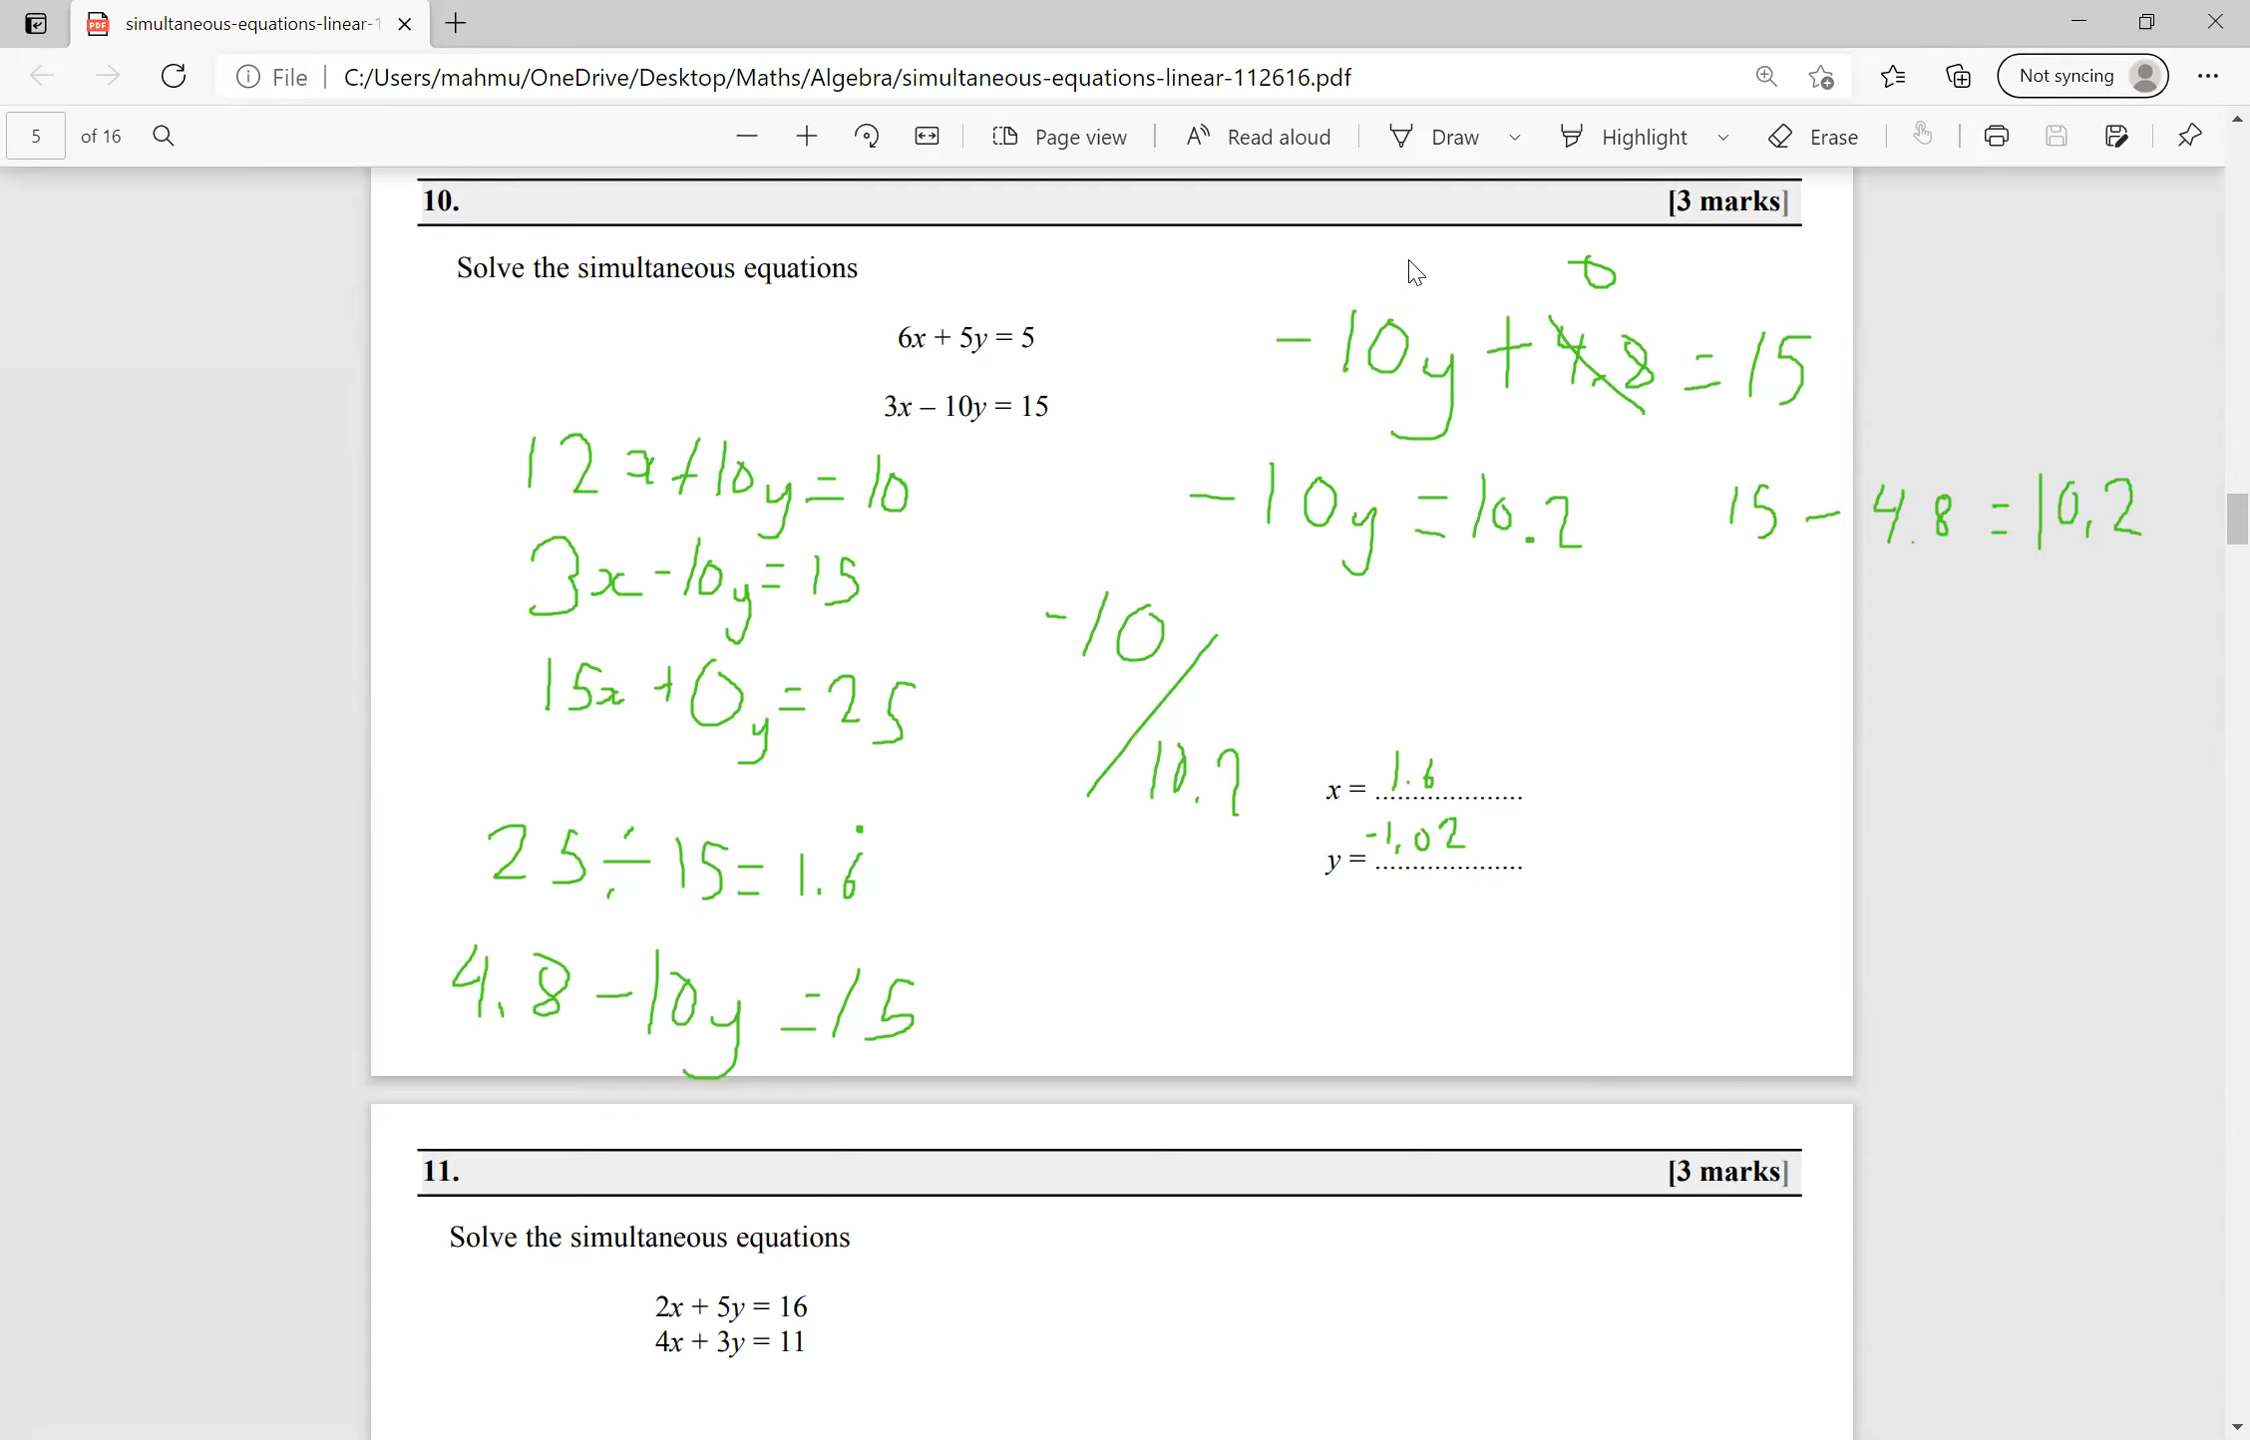 simultaneous-equations-linear-1
File | C:/Users/mahmu/OneDrive/Desktop/Maths/Algebra/simultaneous-equations-linear-112616.pdf
Not syncing
5 of 16
Page view
Read aloud
Draw
Highlight
Erase
10. [3 marks]
Solve the simultaneous equations
6x + 5y = 5
3x – 10y = 15
12x+10y=10
3x-10y=15
15x+0y=25
25÷15=1.6̇
4.8-10y=15
0
-10y+4.8=15
-10y=10.2
15-4.8=10.2
-10/10.2
x = 1.6
y = -1.02
11. [3 marks]
Solve the simultaneous equations
2x + 5y = 16
4x + 3y = 11